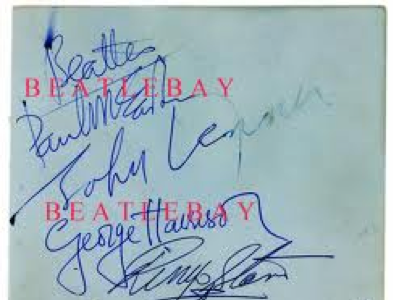 Beatles
BEATLEBAY
Paul McCartney
John Lennon
BEATLEBAY
George Harrison
Ringo Starr